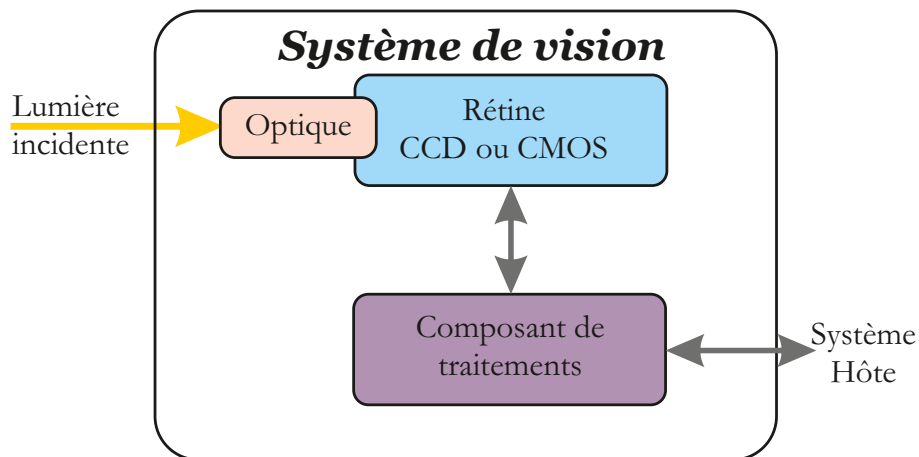 Système de vision
Lumière
incidente
Optique
Rétine
CCD ou CMOS
Composant de
traitements
Système
Hôte